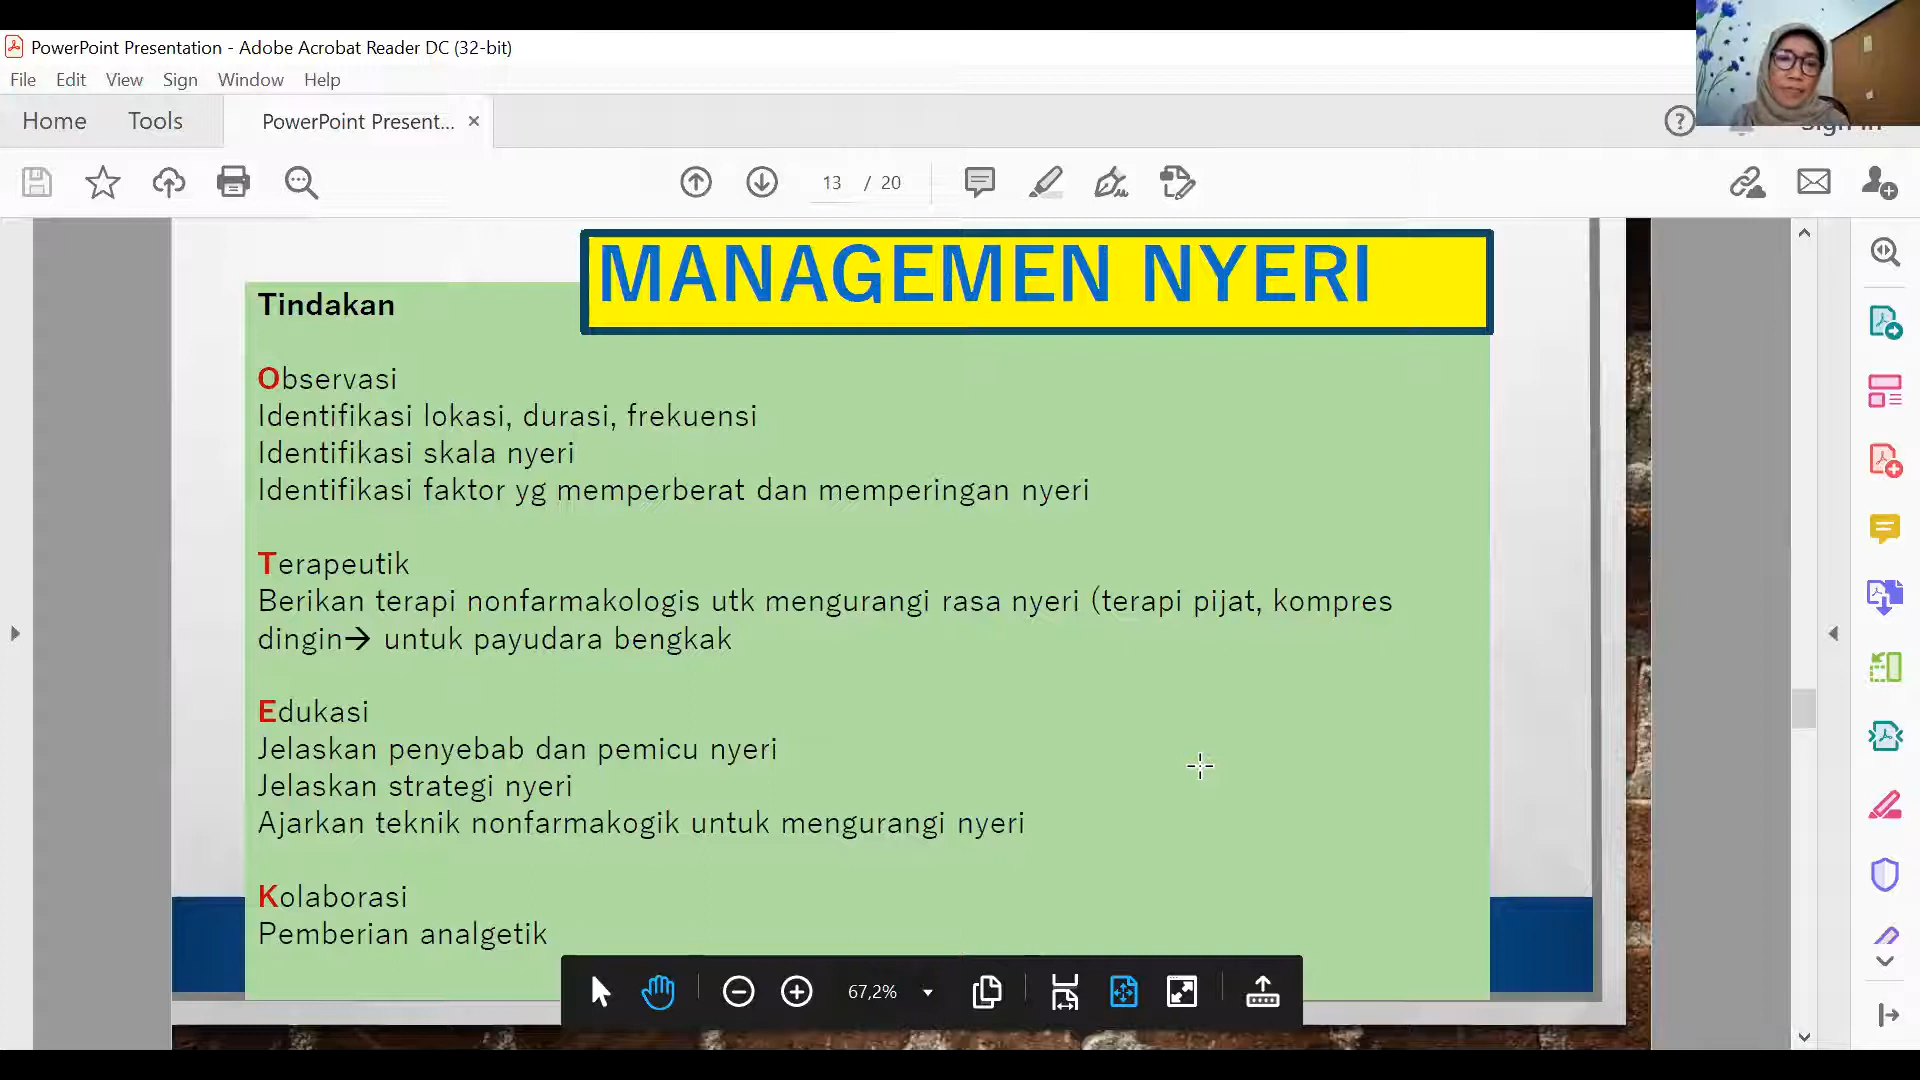 PowerPoint Presentation - Adobe Acrobat Reader DC (32-bit)
File Edit View Sign Window Help
Home Tools PowerPoint Present... ×
13 / 20
MANAGEMEN NYERI
Tindakan
Observasi
Identifikasi lokasi, durasi, frekuensi
Identifikasi skala nyeri
Identifikasi faktor yg memperberat dan memperingan nyeri
Terapeutik
Berikan terapi nonfarmakologis utk mengurangi rasa nyeri (terapi pijat, kompres
dingin→ untuk payudara bengkak
Edukasi
Jelaskan penyebab dan pemicu nyeri
Jelaskan strategi nyeri
Ajarkan teknik nonfarmakogik untuk mengurangi nyeri
Kolaborasi
Pemberian analgetik
67,2%